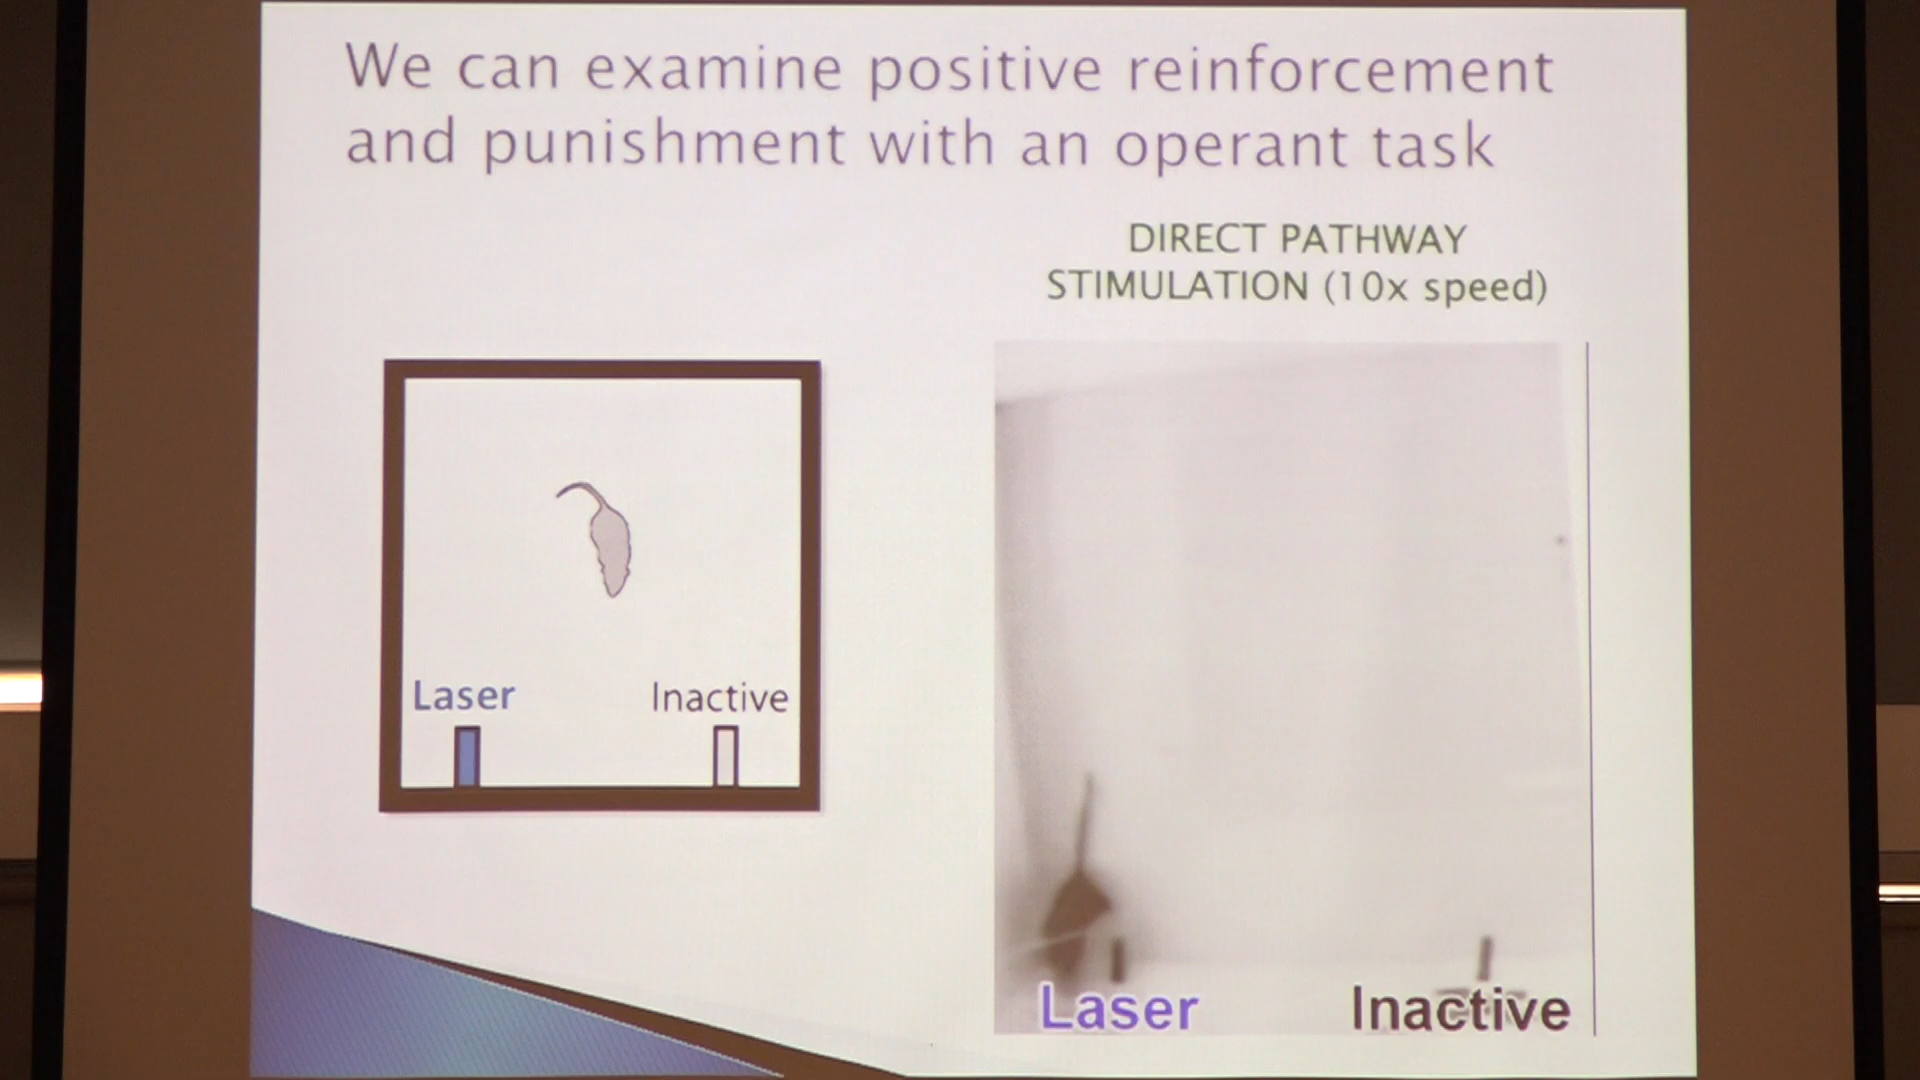 We can examine positive reinforcement
and punishment with an operant task
DIRECT PATHWAY
STIMULATION (10x speed)
Laser
Inactive
Laser
Inactive